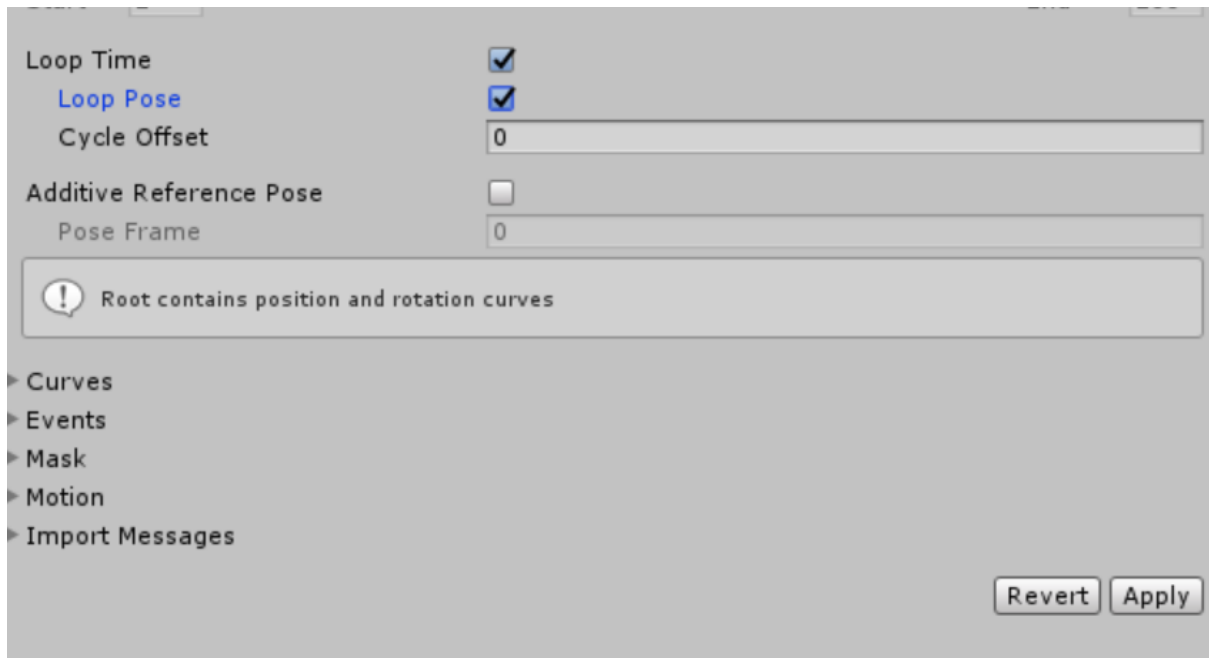 Loop Time
Loop Pose
Cycle Offset 0
Additive Reference Pose
Pose Frame 0
Root contains position and rotation curves
Curves
Events
Mask
Motion
Import Messages
Revert Apply